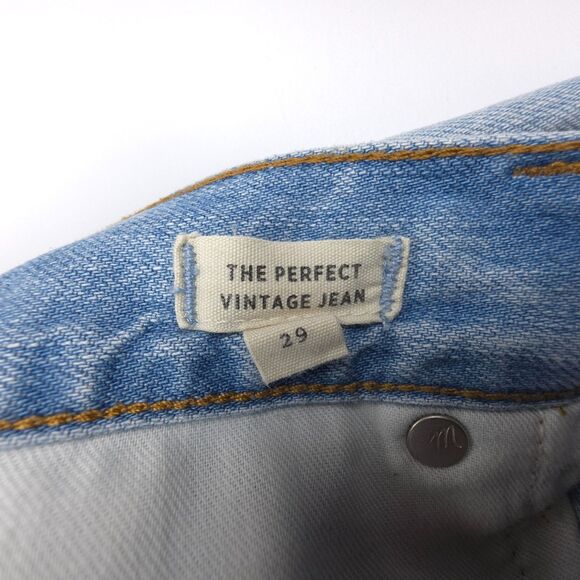 THE PERFECT
VINTAGE JEAN
29
m